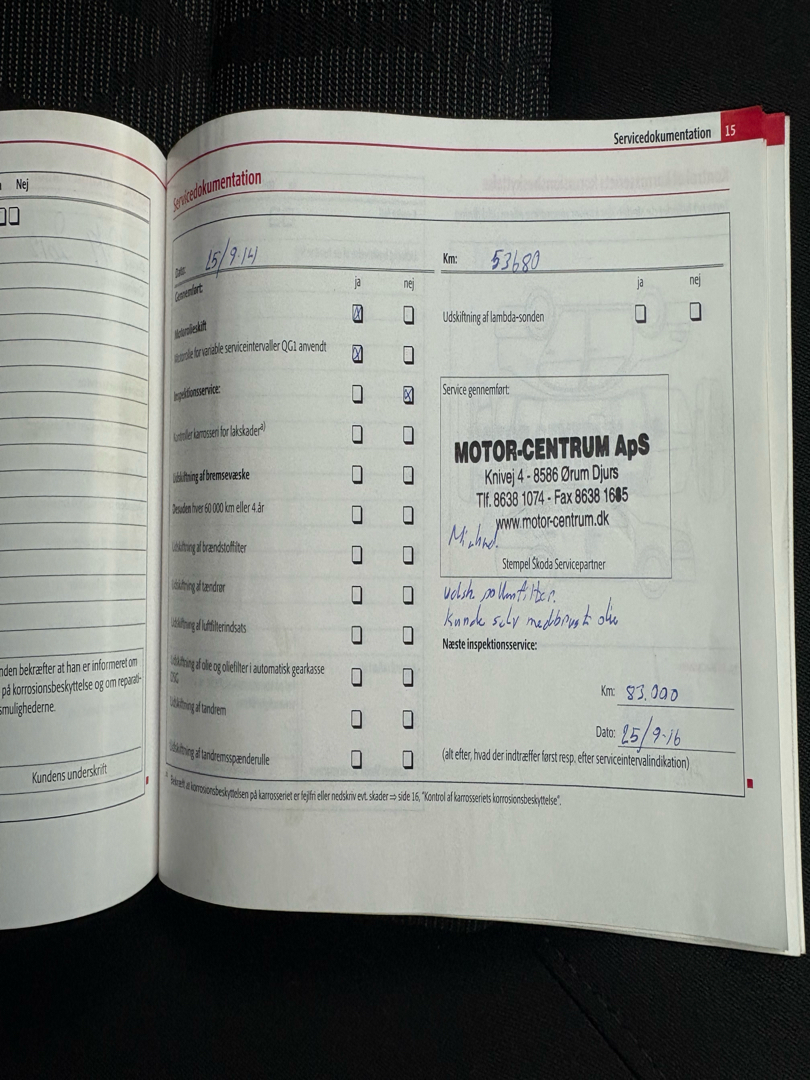 Servicedokumentation 15
Nej
Servicedokumentation
Dato: 25/9-14
Km: 53680
Gennemført:
ja nej
ja nej
Motorolieskift
Udskiftning af lambda-sonden
Motorolie for variable serviceintervaller QG1 anvendt
Inspektionsservice:
Service gennemført:
Kontroller karrosseri for lakskader a)
MOTOR-CENTRUM ApS
Knivej 4 - 8586 Ørum Djurs
Tlf. 8638 1074 - Fax 8638 1685
www.motor-centrum.dk
Stempel Škoda Servicepartner
Udskiftning af bremsevæske
Desuden hver 60 000 km eller 4.år
Udskiftning af brændstoffilter
Udskiftning af tændrør
Udskiftning af luftfilterindsats
Udskiftning af olie og oliefilter i automatisk gearkasse
DSG
Udskiftning af tandrem
Udskiftning af tandremsspænderulle
udsk pollenfilter.
kunde selv medbragt olie
Næste inspektionsservice:
Km: 83.000
Dato: 25/9-16
(alt efter, hvad der indtræffer først resp. efter serviceintervalindikation)
a) Bekræft at korrosionsbeskyttelsen på karrosseriet er fejlfri eller nedskriv evt. skader ⇒ side 16, "Kontrol af karrosseriets korrosionsbeskyttelse".
nden bekræfter at han er informeret om
på korrosionsbeskyttelse og om reparati-
smulighederne.
Kundens underskrift